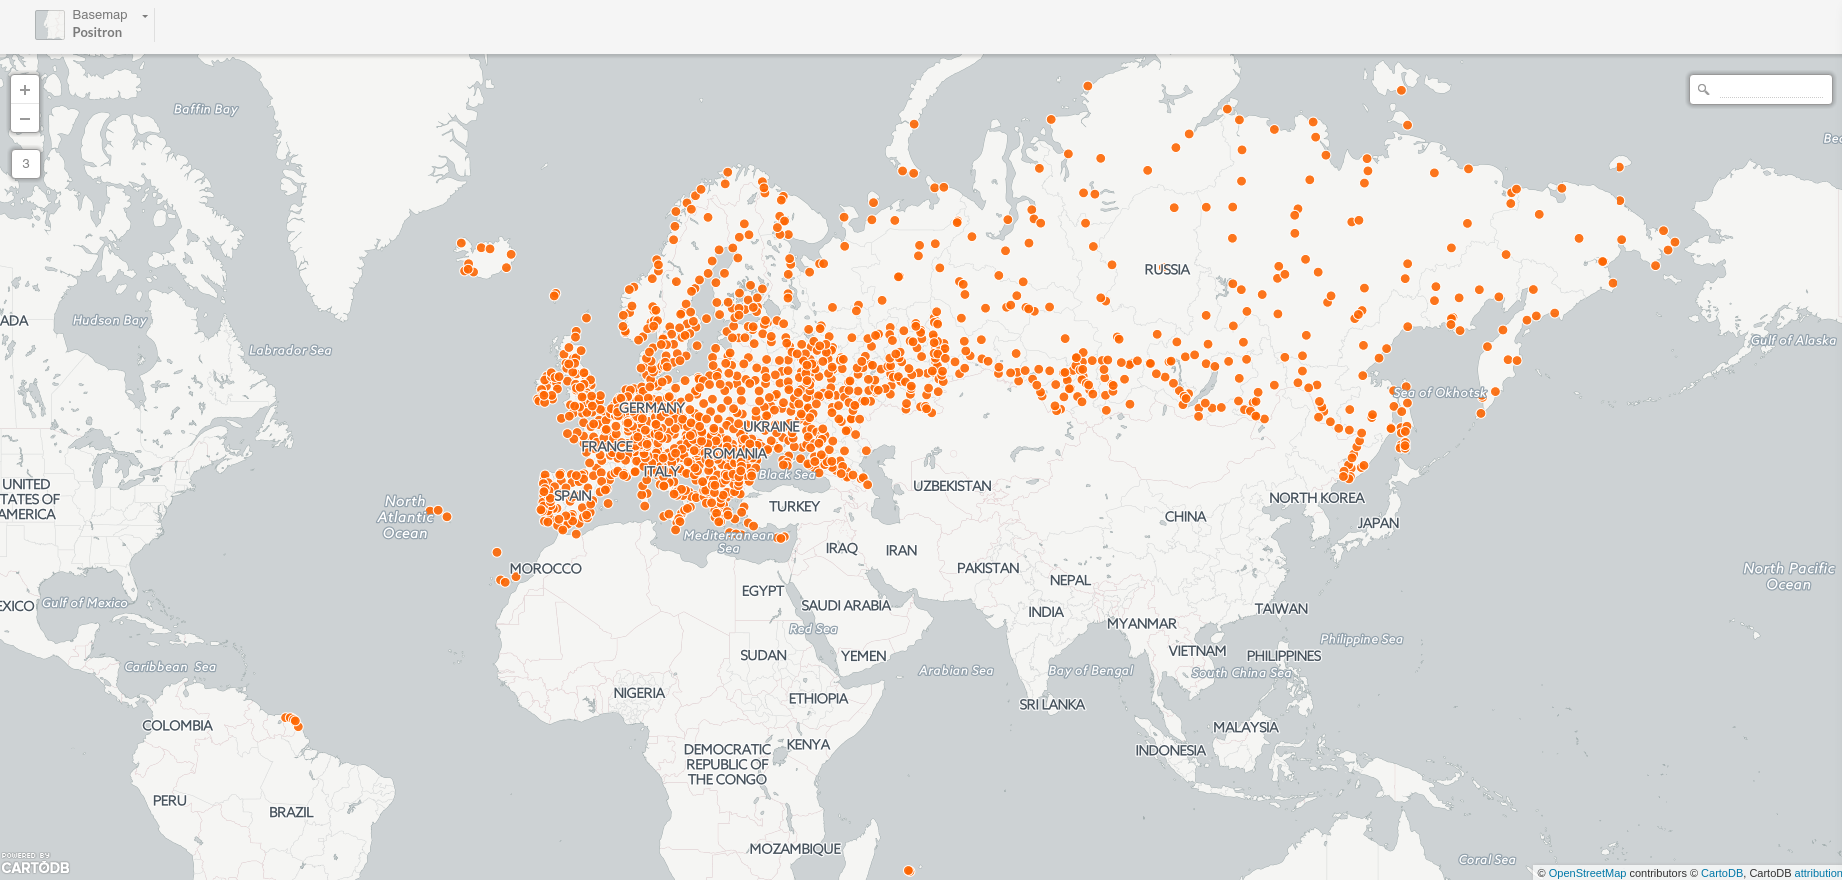 Basemap
Positron
+
−
3
Baffin Bay
Hudson Bay
Labrador Sea
ADA
UNITED
TATES OF
AMERICA
EXICO
Gulf of Mexico
Caribbean Sea
COLOMBIA
PERU
BRAZIL
North
Atlantic
Ocean
GERMANY
FRANCE
UKRAINE
ROMANIA
ITALY
SPAIN
Black Sea
TURKEY
Mediterranean
Sea
MOROCCO
EGYPT
IRAQ
IRAN
SAUDI ARABIA
Red Sea
SUDAN
YEMEN
NIGERIA
ETHIOPIA
KENYA
DEMOCRATIC
REPUBLIC OF
THE CONGO
MOZAMBIQUE
RUSSIA
UZBEKISTAN
CHINA
NORTH KOREA
JAPAN
PAKISTAN
NEPAL
INDIA
MYANMAR
TAIWAN
VIETNAM
PHILIPPINES
Philippine Sea
South China Sea
Arabian Sea
Bay of Bengal
SRI LANKA
MALAYSIA
INDONESIA
Sea of Okhotsk
Bea
Gulf of Alaska
North Pacific
Ocean
Coral Sea
POWERED BY
CARTODB
© OpenStreetMap contributors © CartoDB, CartoDB attribution